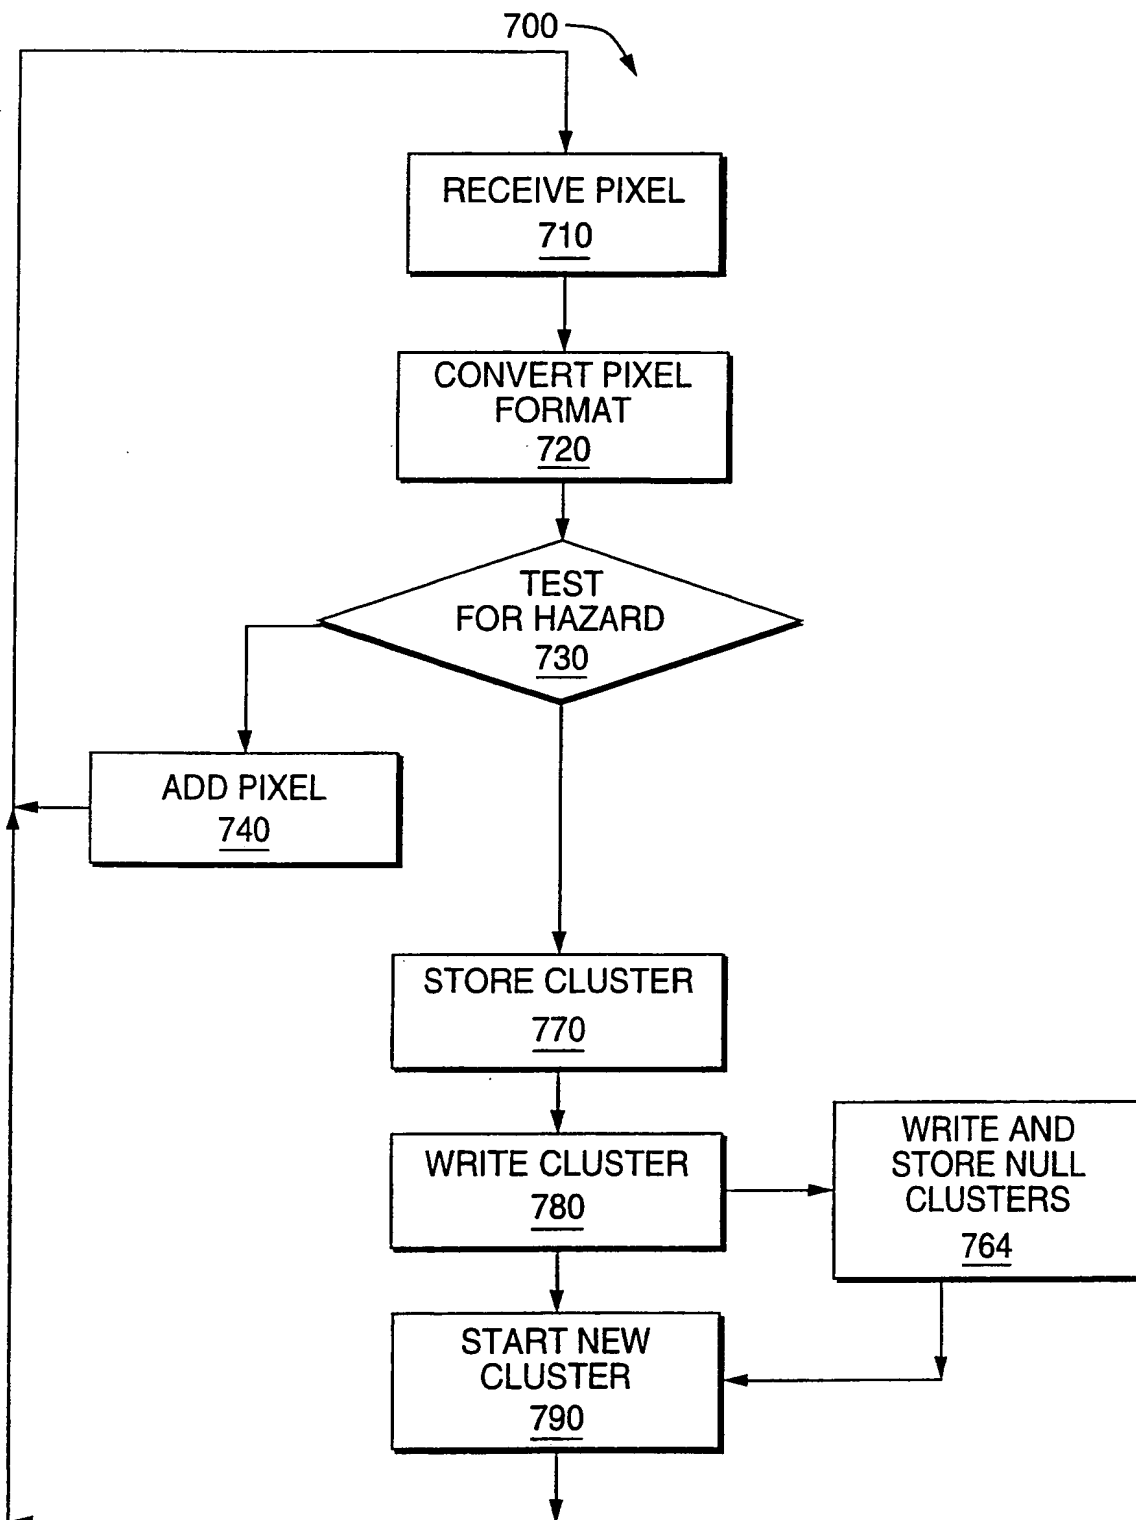 700
RECEIVE PIXEL
710
CONVERT PIXEL
FORMAT
720
TEST
FOR HAZARD
730
ADD PIXEL
740
STORE CLUSTER
770
WRITE CLUSTER
780
WRITE AND
STORE NULL
CLUSTERS
764
START NEW
CLUSTER
790